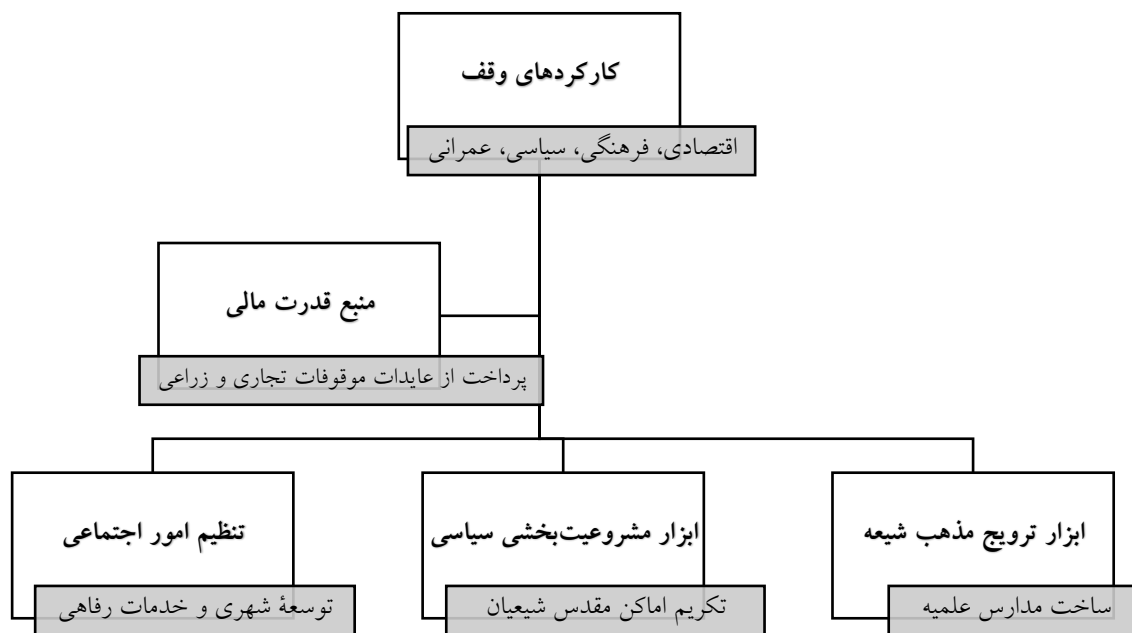 کارکردهای وقف
اقتصادی، فرهنگی، سیاسی، عمرانی
منبع قدرت مالی
پرداخت از عایدات موقوفات تجاری و زراعی
ابزار ترویج مذهب شیعه
ساخت مدارس علمیه
ابزار مشروعیت‌بخشی سیاسی
تکریم اماکن مقدس شیعیان
تنظیم امور اجتماعی
توسعهٔ شهری و خدمات رفاهی